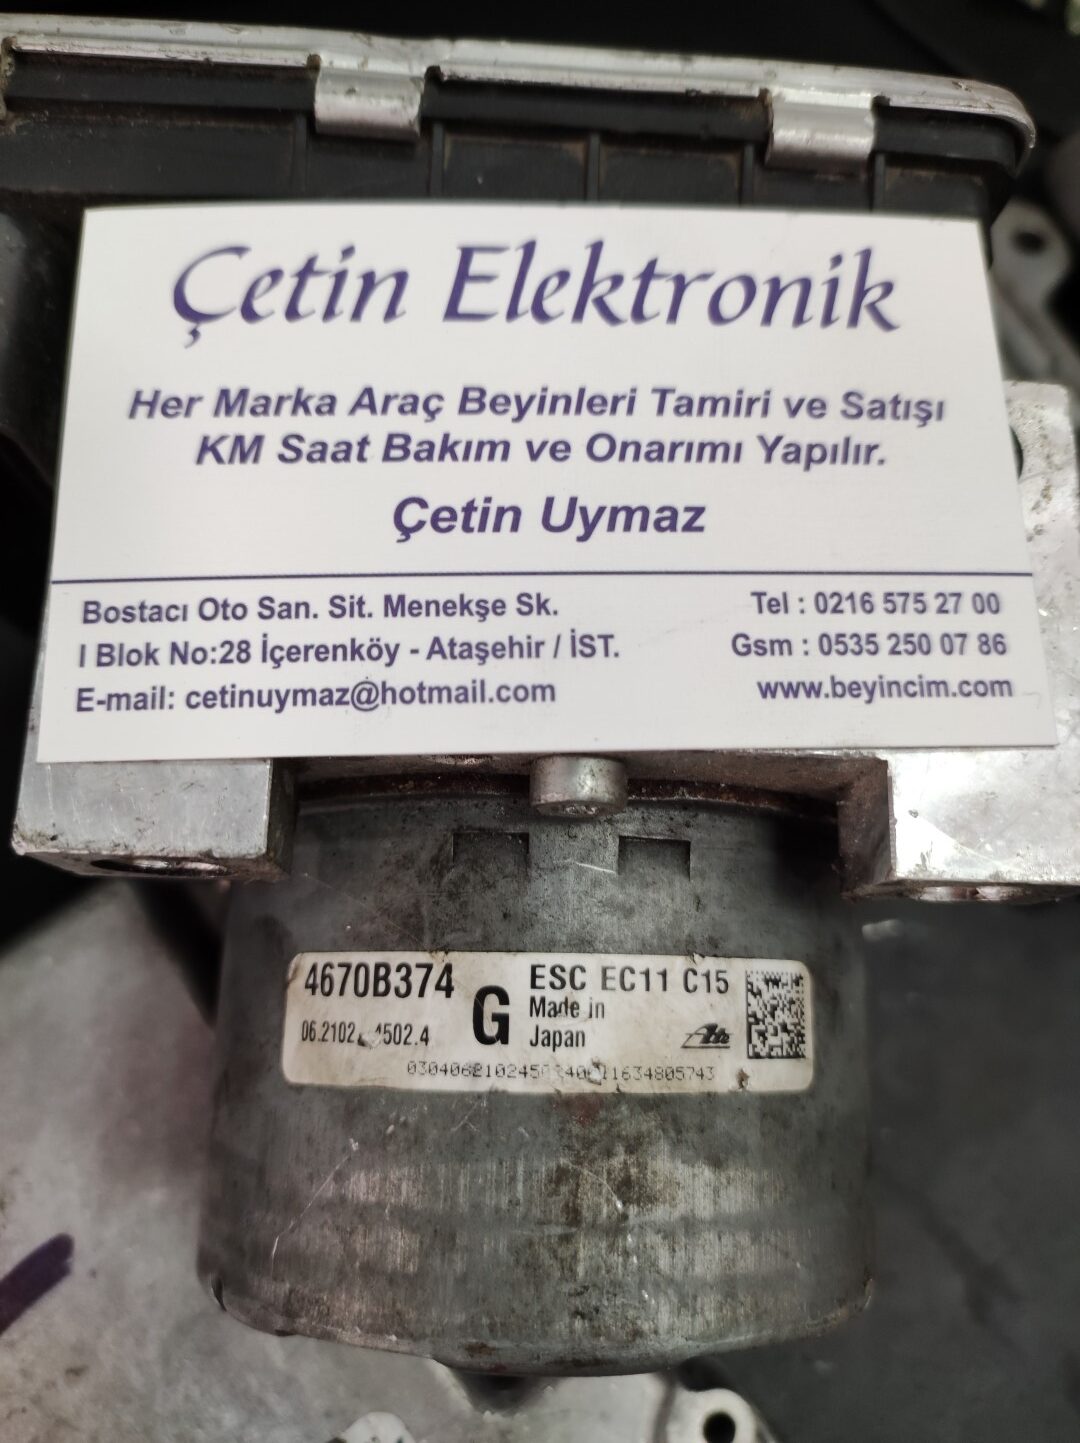 Çetin Elektronik
Her Marka Araç Beyinleri Tamiri ve Satışı
KM Saat Bakım ve Onarımı Yapılır.
Çetin Uymaz
Bostacı Oto San. Sit. Menekşe Sk.
I Blok No:28 İçerenköy - Ataşehir / İST.
E-mail: cetinuymaz@hotmail.com
Tel : 0216 575 27 00
Gsm : 0535 250 07 86
www.beyincim.com
4670B374
G
ESC EC11 C15
Made in
Japan
Ate